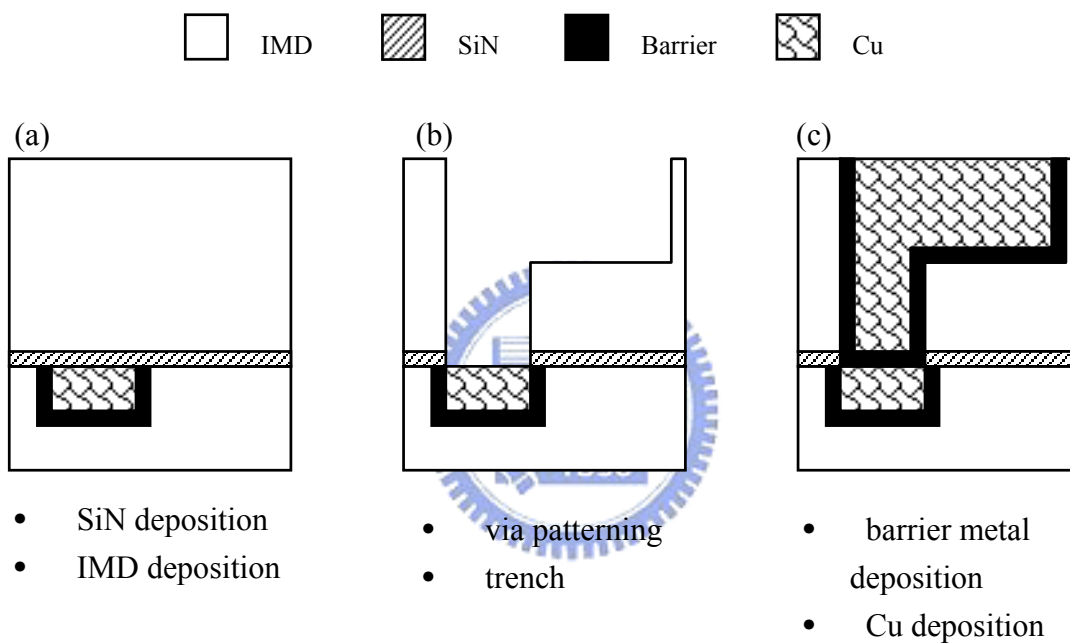 IMD SiN Barrier Cu
(a) (b) (c)
• SiN deposition
• IMD deposition
• via patterning
• trench
• barrier metal
deposition
• Cu deposition